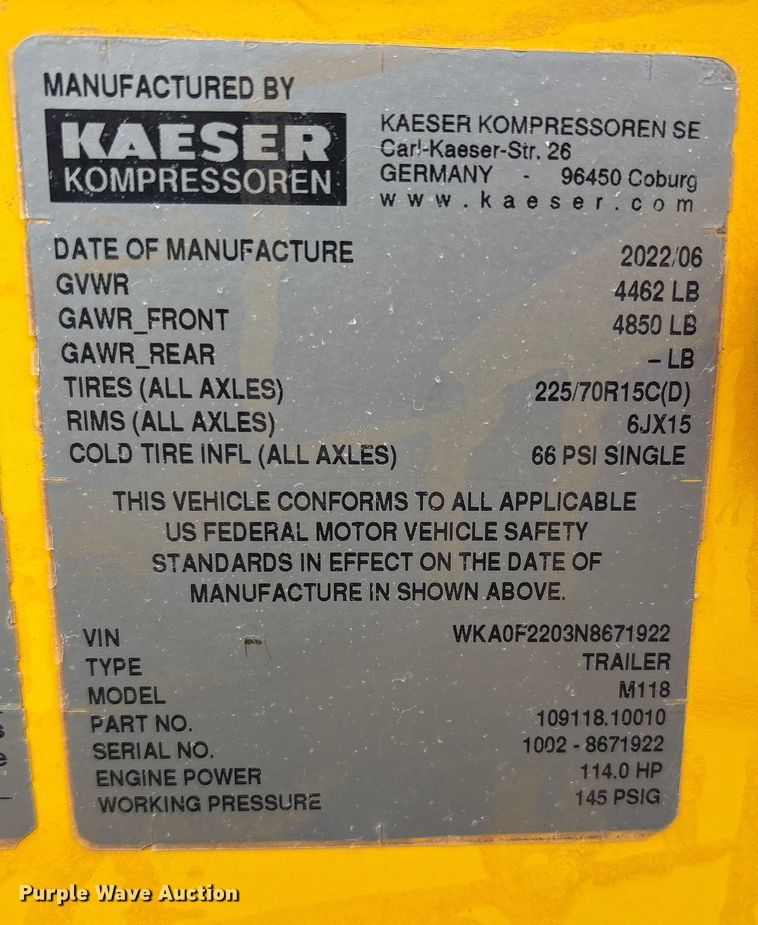 MANUFACTURED BY
KAESER
KOMPRESSOREN
KAESER KOMPRESSOREN SE
Carl-Kaeser-Str. 26
GERMANY - 96450 Coburg
www.kaeser.com
DATE OF MANUFACTURE 2022/06
GVWR 4462 LB
GAWR_FRONT 4850 LB
GAWR_REAR – LB
TIRES (ALL AXLES) 225/70R15C(D)
RIMS (ALL AXLES) 6JX15
COLD TIRE INFL (ALL AXLES) 66 PSI SINGLE
THIS VEHICLE CONFORMS TO ALL APPLICABLE
US FEDERAL MOTOR VEHICLE SAFETY
STANDARDS IN EFFECT ON THE DATE OF
MANUFACTURE IN SHOWN ABOVE.
VIN WKA0F2203N8671922
TYPE TRAILER
MODEL M118
PART NO. 109118.10010
SERIAL NO. 1002 - 8671922
ENGINE POWER 114.0 HP
WORKING PRESSURE 145 PSIG
Purple Wave Auction